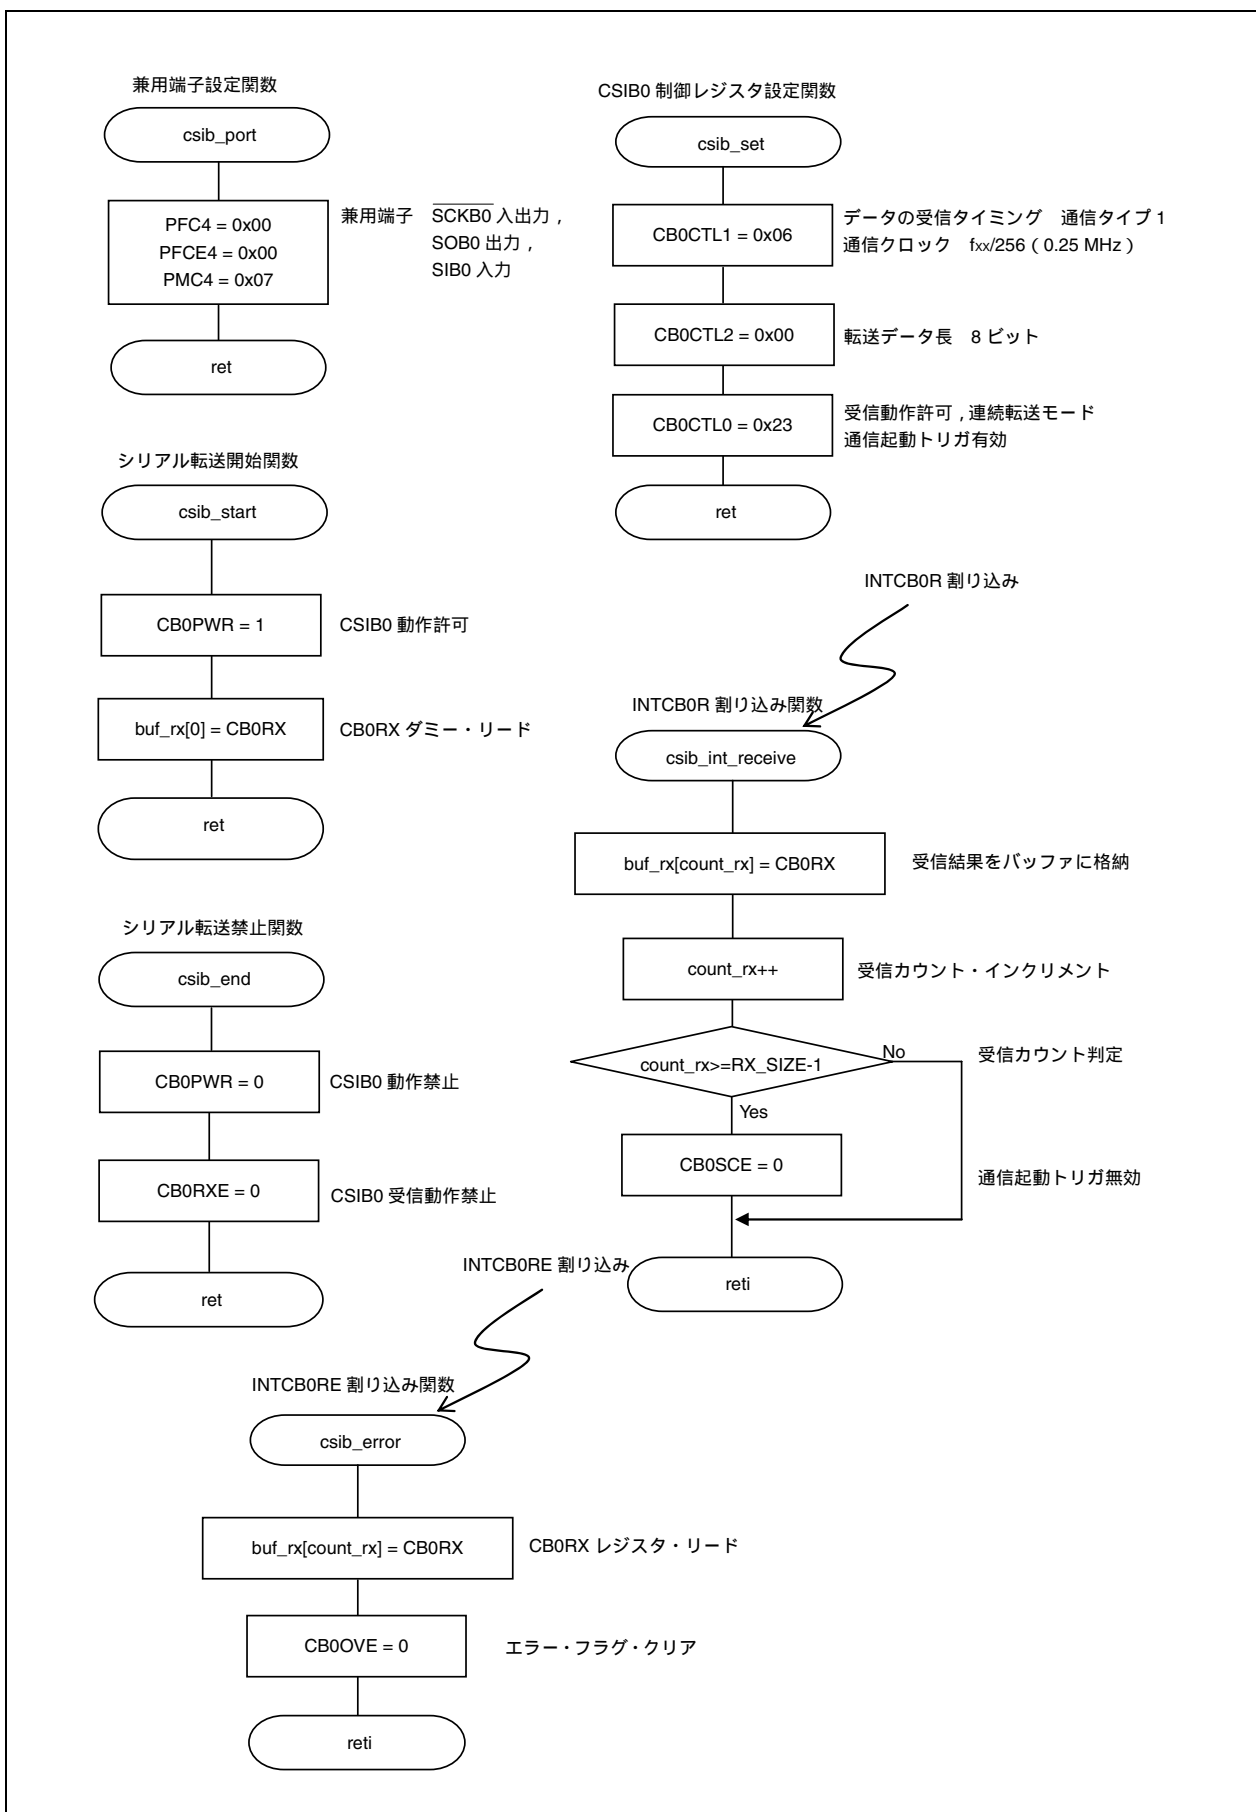 兼用端子設定関数
csib_port
PFC4 = 0x00
PFCE4 = 0x00
PMC4 = 0x07
兼用端子　SCKB0 入出力，
SOB0 出力，
SIB0 入力
ret
シリアル転送開始関数
csib_start
CB0PWR = 1
CSIB0 動作許可
buf_rx[0] = CB0RX
CB0RX ダミー・リード
ret
シリアル転送禁止関数
csib_end
CB0PWR = 0
CSIB0 動作禁止
CB0RXE = 0
CSIB0 受信動作禁止
ret
CSIB0 制御レジスタ設定関数
csib_set
CB0CTL1 = 0x06
データの受信タイミング　通信タイプ 1
通信クロック　fxx/256（0.25 MHz）
CB0CTL2 = 0x00
転送データ長　8 ビット
CB0CTL0 = 0x23
受信動作許可，連続転送モード
通信起動トリガ有効
ret
INTCB0R 割り込み
INTCB0R 割り込み関数
csib_int_receive
buf_rx[count_rx] = CB0RX
受信結果をバッファに格納
count_rx++
受信カウント・インクリメント
count_rx>=RX_SIZE-1
No
受信カウント判定
Yes
CB0SCE = 0
通信起動トリガ無効
reti
INTCB0RE 割り込み
INTCB0RE 割り込み関数
csib_error
buf_rx[count_rx] = CB0RX
CB0RX レジスタ・リード
CB0OVE = 0
エラー・フラグ・クリア
reti